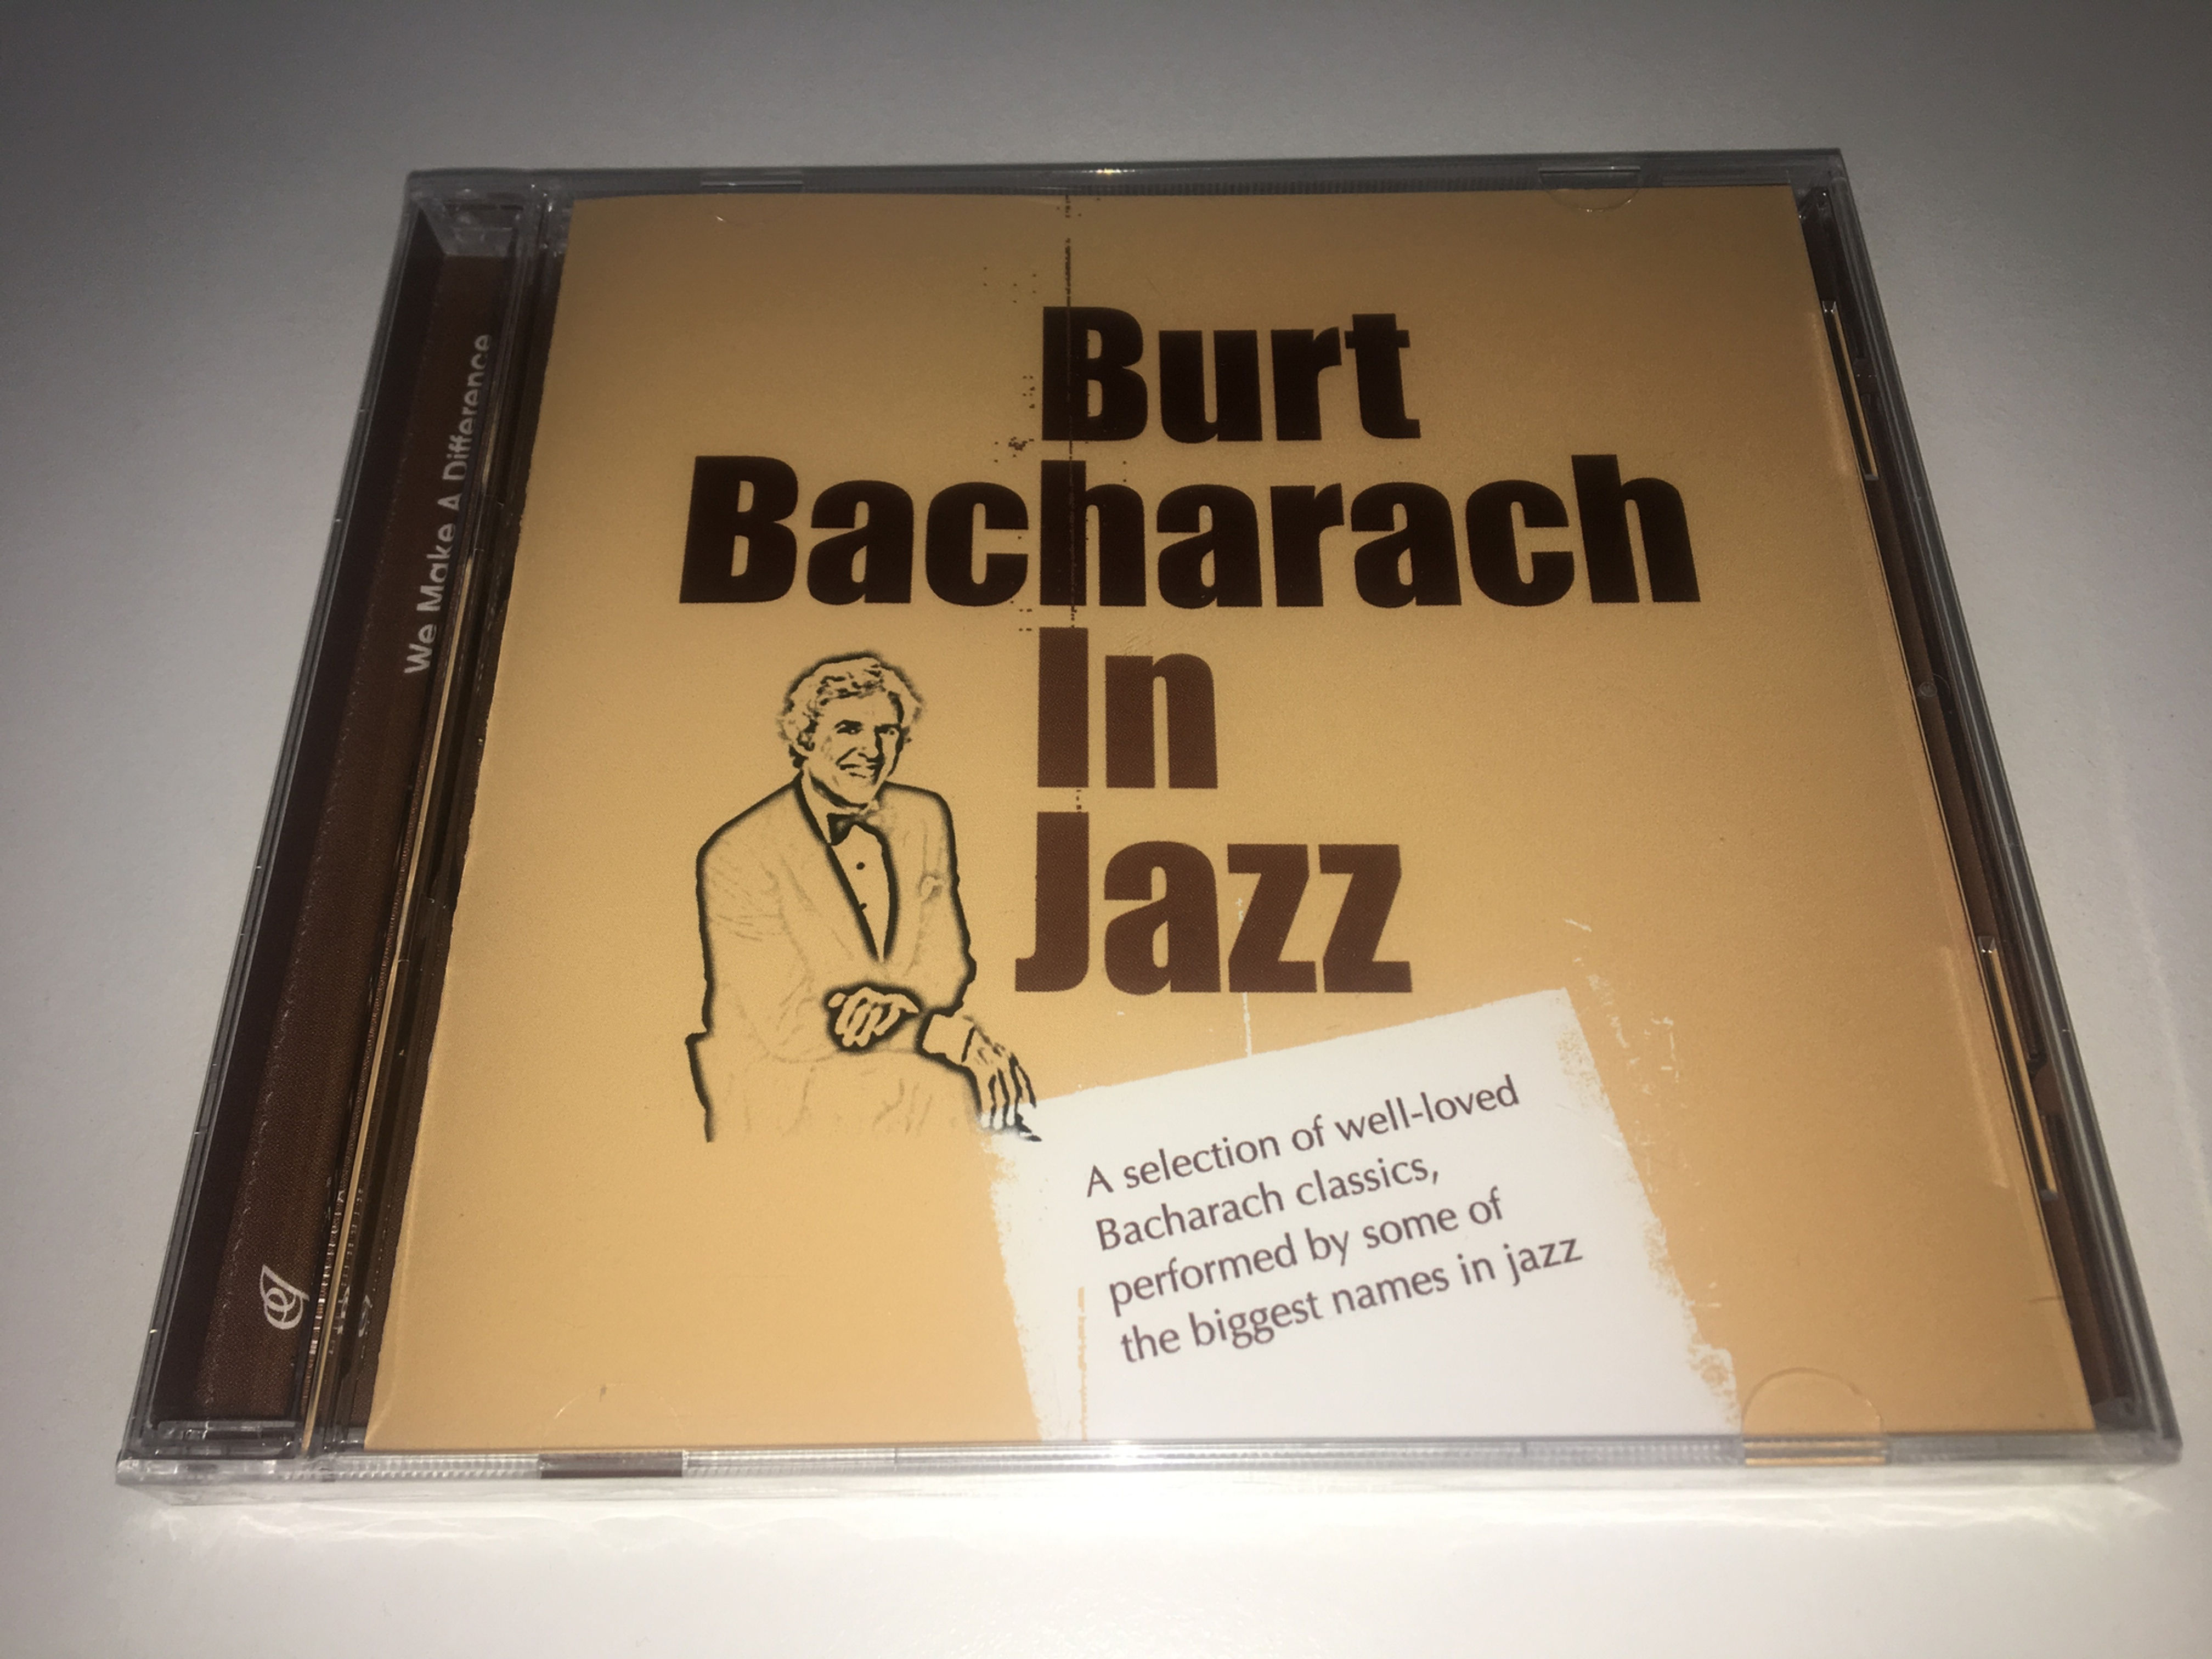 We Make A Difference
Burt
Bacharach
In
Jazz
A selection of well-loved
Bacharach classics,
performed by some of
the biggest names in jazz